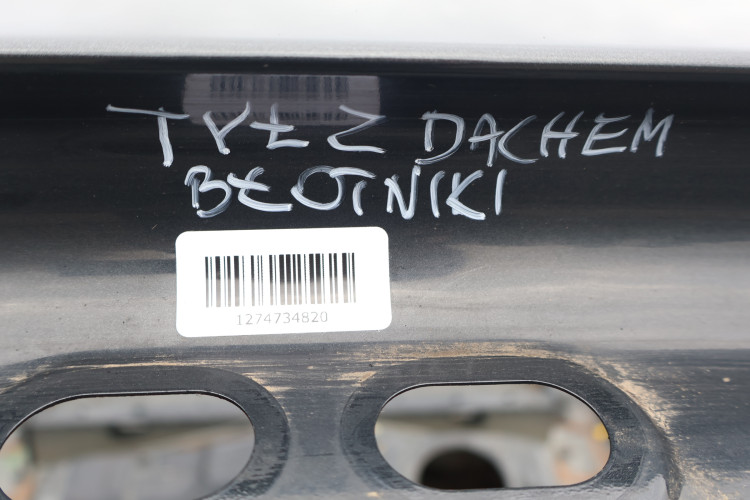 TYŁ Z DACHEM
BŁOTNIKI
1274734820